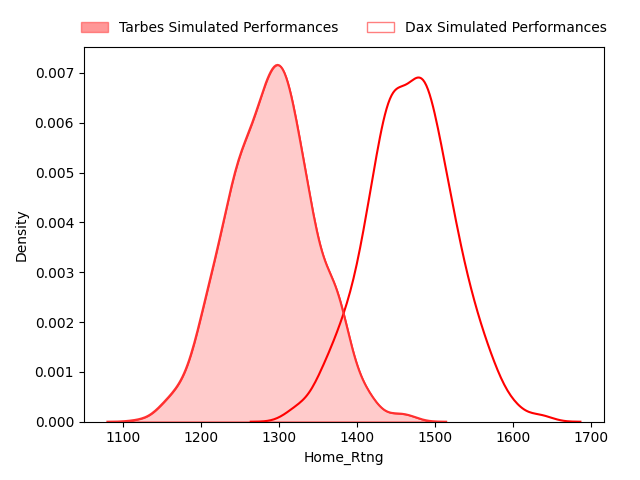 Tarbes Simulated Performances Dax Simulated Performances
Density
0.007
0.006
0.005
0.004
0.003
0.002
0.001
0.000
1100 1200 1300 1400 1500 1600 1700
Home_Rtng